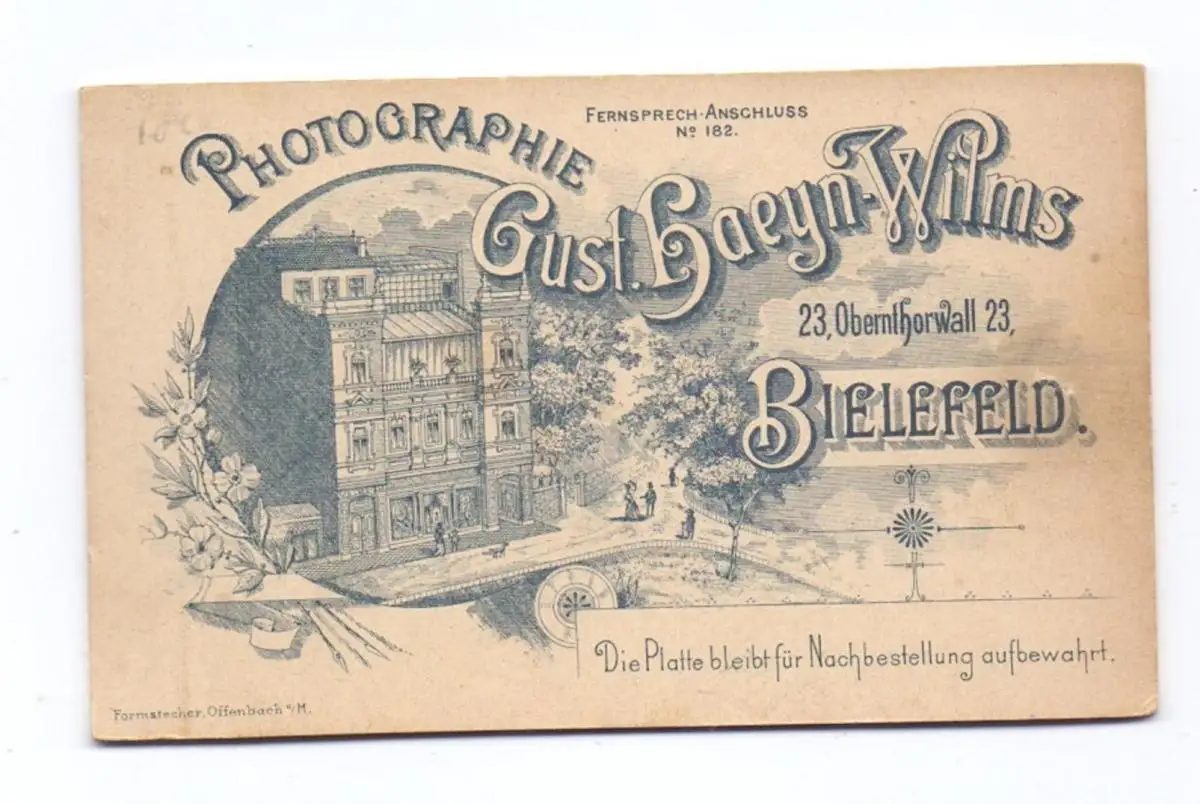 PHOTOGRAPHIE
FERNSPRECH-ANSCHLUSS
No 182.
Gust. Haeyn-Wilms
23, Obernthorwall 23,
BIELEFELD.
Die Platte bleibt für Nachbestellung aufbewahrt.
Formstecher, Offenbach a/M.